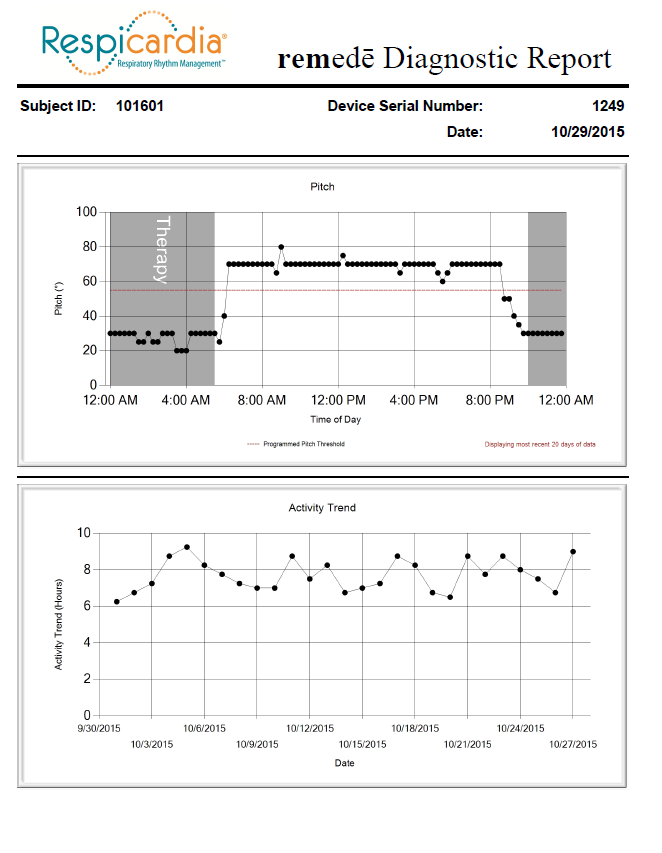 Respicardia®
Respiratory Rhythm Management™
remedē Diagnostic Report
Subject ID: 101601 Device Serial Number: 1249
Date: 10/29/2015
Pitch
100
80
60
40
20
0
Pitch (°)
Therapy
12:00 AM 4:00 AM 8:00 AM 12:00 PM 4:00 PM 8:00 PM 12:00 AM
Time of Day
Programmed Pitch Threshold Displaying most recent 20 days of data
Activity Trend
10
8
6
4
2
0
Activity Trend (Hours)
9/30/2015 10/6/2015 10/12/2015 10/18/2015 10/24/2015
10/3/2015 10/9/2015 10/15/2015 10/21/2015 10/27/2015
Date